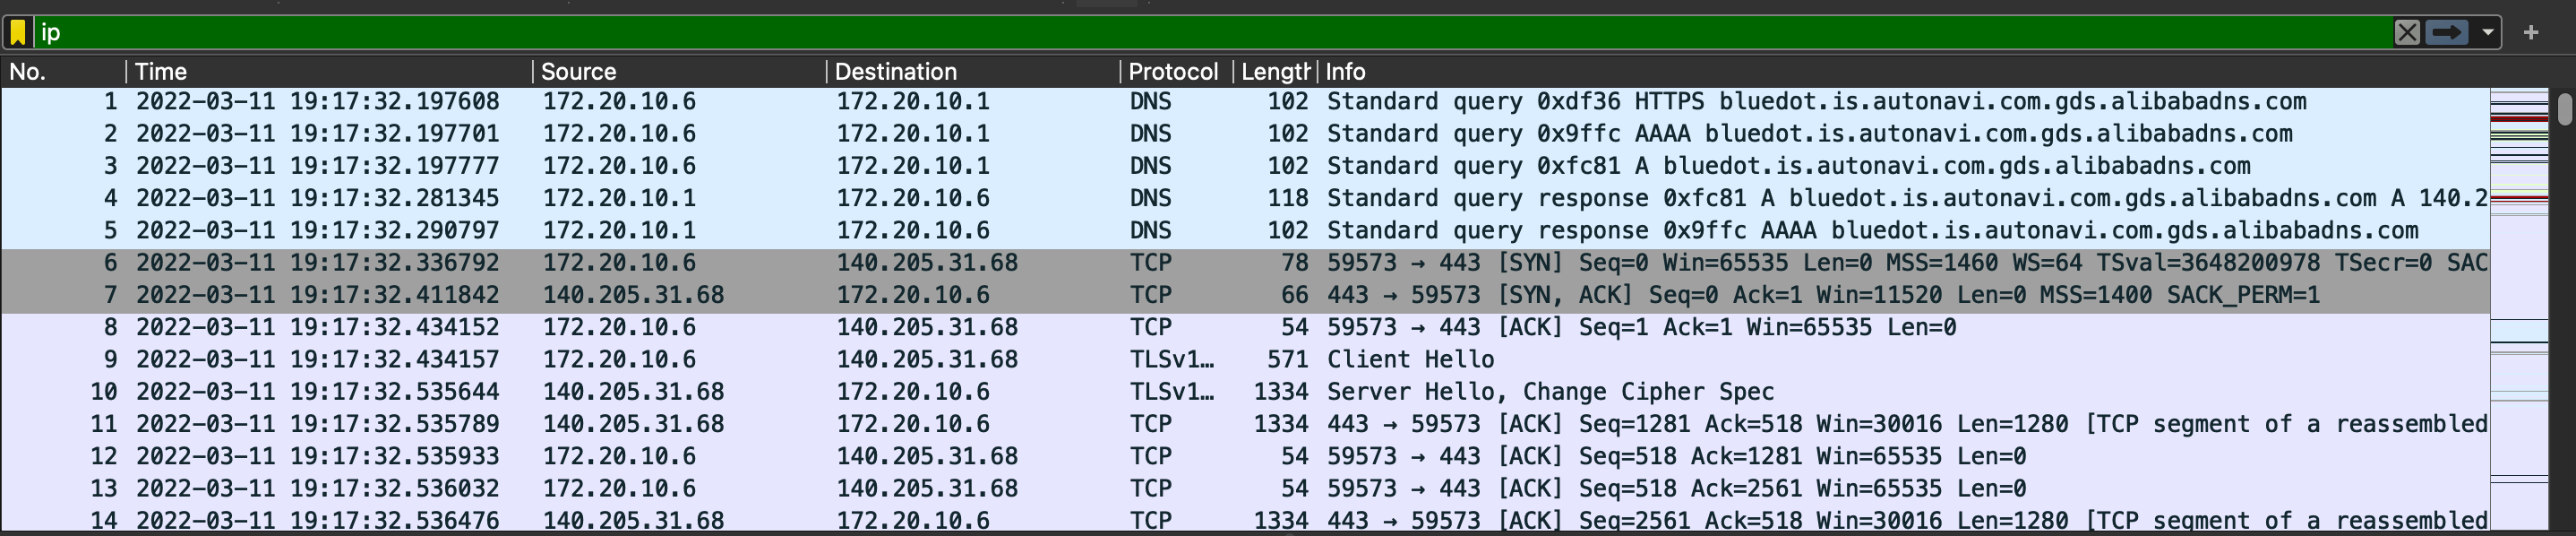 ip
No. Time Source Destination Protocol Length Info
1 2022-03-11 19:17:32.197608 172.20.10.6 172.20.10.1 DNS 102 Standard query 0xdf36 HTTPS bluedot.is.autonavi.com.gds.alibabadns.com
2 2022-03-11 19:17:32.197701 172.20.10.6 172.20.10.1 DNS 102 Standard query 0x9ffc AAAA bluedot.is.autonavi.com.gds.alibabadns.com
3 2022-03-11 19:17:32.197777 172.20.10.6 172.20.10.1 DNS 102 Standard query 0xfc81 A bluedot.is.autonavi.com.gds.alibabadns.com
4 2022-03-11 19:17:32.281345 172.20.10.1 172.20.10.6 DNS 118 Standard query response 0xfc81 A bluedot.is.autonavi.com.gds.alibabadns.com A 140.2
5 2022-03-11 19:17:32.290797 172.20.10.1 172.20.10.6 DNS 102 Standard query response 0x9ffc AAAA bluedot.is.autonavi.com.gds.alibabadns.com
6 2022-03-11 19:17:32.336792 172.20.10.6 140.205.31.68 TCP 78 59573 → 443 [SYN] Seq=0 Win=65535 Len=0 MSS=1460 WS=64 TSval=3648200978 TSecr=0 SAC
7 2022-03-11 19:17:32.411842 140.205.31.68 172.20.10.6 TCP 66 443 → 59573 [SYN, ACK] Seq=0 Ack=1 Win=11520 Len=0 MSS=1400 SACK_PERM=1
8 2022-03-11 19:17:32.434152 172.20.10.6 140.205.31.68 TCP 54 59573 → 443 [ACK] Seq=1 Ack=1 Win=65535 Len=0
9 2022-03-11 19:17:32.434157 172.20.10.6 140.205.31.68 TLSv1… 571 Client Hello
10 2022-03-11 19:17:32.535644 140.205.31.68 172.20.10.6 TLSv1… 1334 Server Hello, Change Cipher Spec
11 2022-03-11 19:17:32.535789 140.205.31.68 172.20.10.6 TCP 1334 443 → 59573 [ACK] Seq=1281 Ack=518 Win=30016 Len=1280 [TCP segment of a reassembled
12 2022-03-11 19:17:32.535933 172.20.10.6 140.205.31.68 TCP 54 59573 → 443 [ACK] Seq=518 Ack=1281 Win=65535 Len=0
13 2022-03-11 19:17:32.536032 172.20.10.6 140.205.31.68 TCP 54 59573 → 443 [ACK] Seq=518 Ack=2561 Win=65535 Len=0
14 2022-03-11 19:17:32.536476 140.205.31.68 172.20.10.6 TCP 1334 443 → 59573 [ACK] Seq=2561 Ack=518 Win=30016 Len=1280 [TCP segment of a reassembled